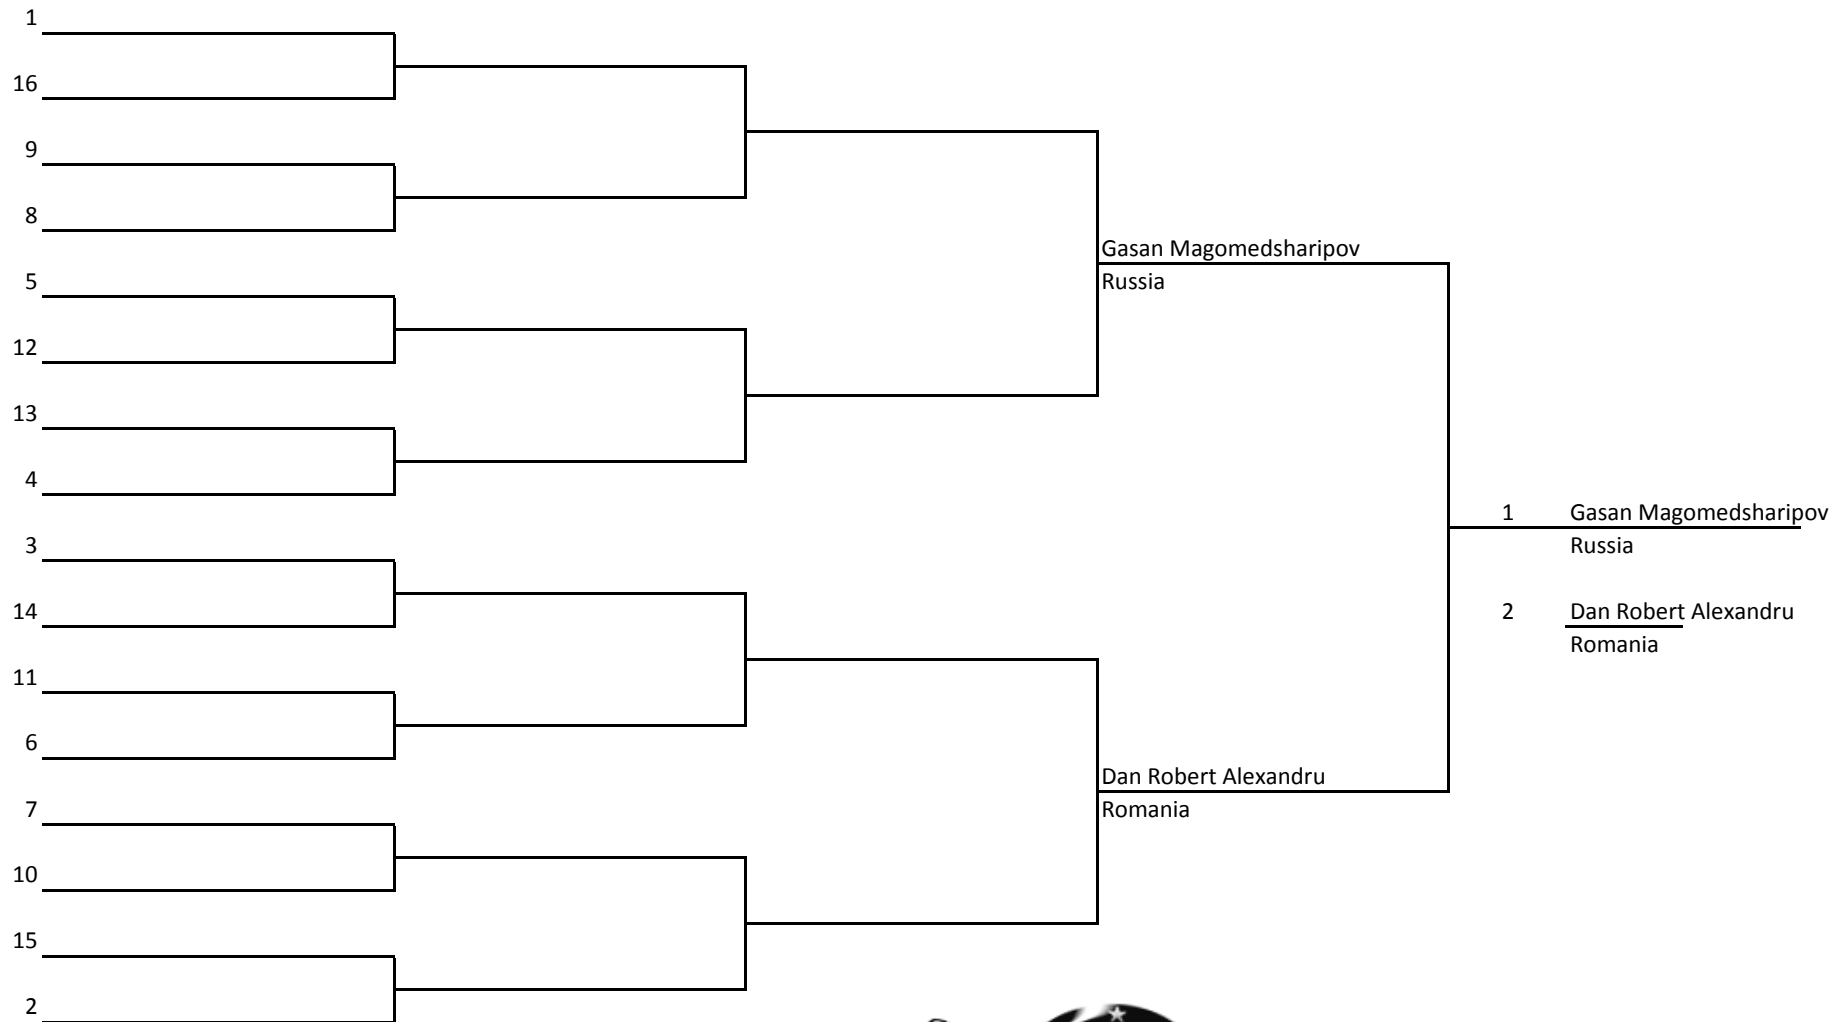 1
16
9
8
Gasan Magomedsharipov
5
Russia
12
13
4
1 Gasan Magomedsharipov
3
Russia
14
2 Dan Robert Alexandru
Romania
11
6
Dan Robert Alexandru
7
Romania
10
15
2